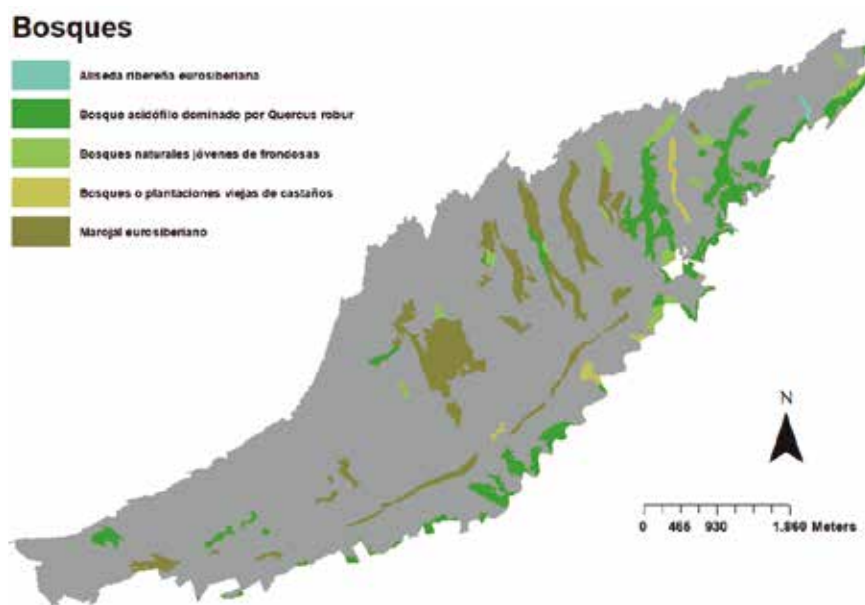 Bosques
Aliseda ribereña eurosiberiana
Bosque acidófilo dominado por Quercus robur
Bosques naturales jóvenes de frondosas
Bosques o plantaciones viejas de castaños
Marojal eurosiberiano
N
0 465 930 1.860 Meters